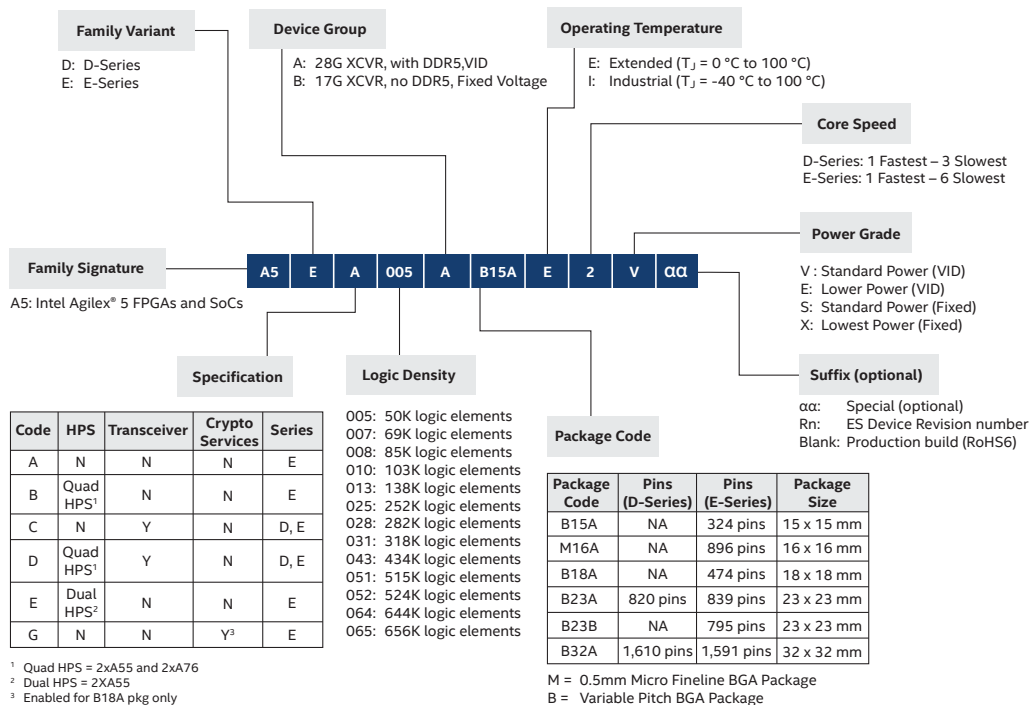 Family Variant
D: D-Series
E: E-Series
Device Group
A: 28G XCVR, with DDR5,VID
B: 17G XCVR, no DDR5, Fixed Voltage
Operating Temperature
E: Extended (TJ = 0 °C to 100 °C)
I: Industrial (TJ = -40 °C to 100 °C)
Core Speed
D-Series: 1 Fastest – 3 Slowest
E-Series: 1 Fastest – 6 Slowest
Power Grade
V : Standard Power (VID)
E: Lower Power (VID)
S: Standard Power (Fixed)
X: Lowest Power (Fixed)
Family Signature
A5: Intel Agilex® 5 FPGAs and SoCs
A5 E A 005 A B15A E 2 V αα
Suffix (optional)
αα: Special (optional)
Rn: ES Device Revision number
Blank: Production build (RoHS6)
Specification
Code HPS Transceiver Crypto Services Series
A N N N E
B Quad HPS¹ N N E
C N Y N D, E
D Quad HPS¹ Y N D, E
E Dual HPS² N N E
G N N Y³ E
¹ Quad HPS = 2xA55 and 2xA76
² Dual HPS = 2XA55
³ Enabled for B18A pkg only
Logic Density
005: 50K logic elements
007: 69K logic elements
008: 85K logic elements
010: 103K logic elements
013: 138K logic elements
025: 252K logic elements
028: 282K logic elements
031: 318K logic elements
043: 434K logic elements
051: 515K logic elements
052: 524K logic elements
064: 644K logic elements
065: 656K logic elements
Package Code
Package Code Pins (D-Series) Pins (E-Series) Package Size
B15A NA 324 pins 15 x 15 mm
M16A NA 896 pins 16 x 16 mm
B18A NA 474 pins 18 x 18 mm
B23A 820 pins 839 pins 23 x 23 mm
B23B NA 795 pins 23 x 23 mm
B32A 1,610 pins 1,591 pins 32 x 32 mm
M = 0.5mm Micro Fineline BGA Package
B = Variable Pitch BGA Package